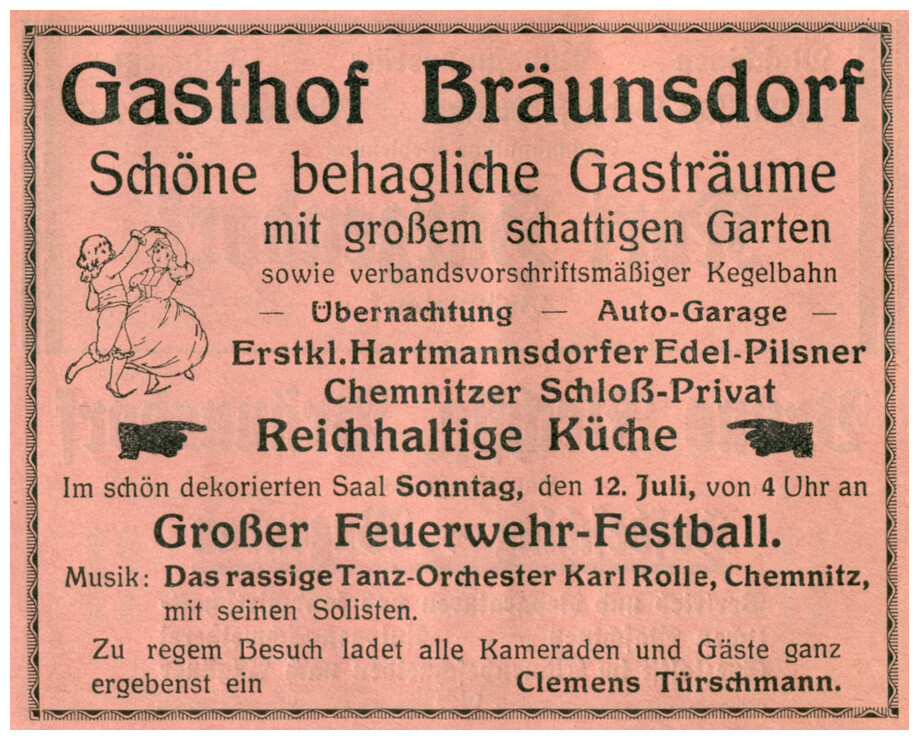 Gasthof Bräunsdorf
Schöne behagliche Gasträume
mit großem schattigen Garten
sowie verbandsvorschriftsmäßiger Kegelbahn
— Übernachtung — Auto-Garage —
Erstkl. Hartmannsdorfer Edel-Pilsner
Chemnitzer Schloß-Privat
Reichhaltige Küche
Im schön dekorierten Saal Sonntag, den 12. Juli, von 4 Uhr an
Großer Feuerwehr-Festball.
Musik: Das rassige Tanz-Orchester Karl Rolle, Chemnitz,
mit seinen Solisten.
Zu regem Besuch ladet alle Kameraden und Gäste ganz
ergebenst ein Clemens Türschmann.